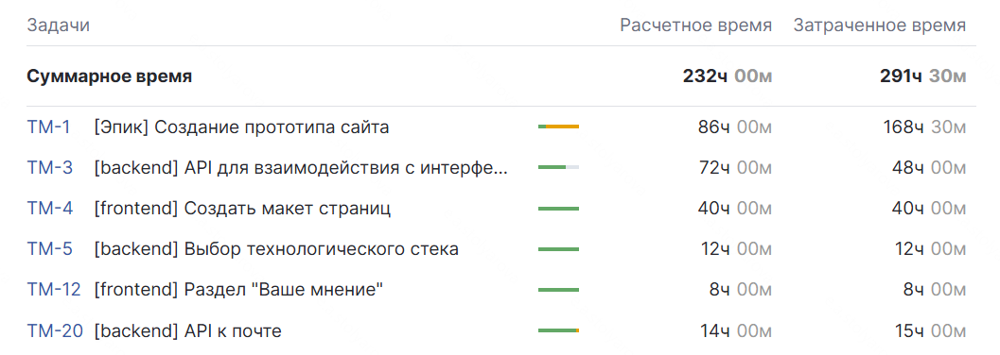 Задачи Расчетное время Затраченное время
Суммарное время 232ч 00м 291ч 30м
TM-1 [Эпик] Создание прототипа сайта 86ч 00м 168ч 30м
TM-3 [backend] API для взаимодействия с интерфе... 72ч 00м 48ч 00м
TM-4 [frontend] Создать макет страниц 40ч 00м 40ч 00м
TM-5 [backend] Выбор технологического стека 12ч 00м 12ч 00м
TM-12 [frontend] Раздел "Ваше мнение" 8ч 00м 8ч 00м
TM-20 [backend] API к почте 14ч 00м 15ч 00м